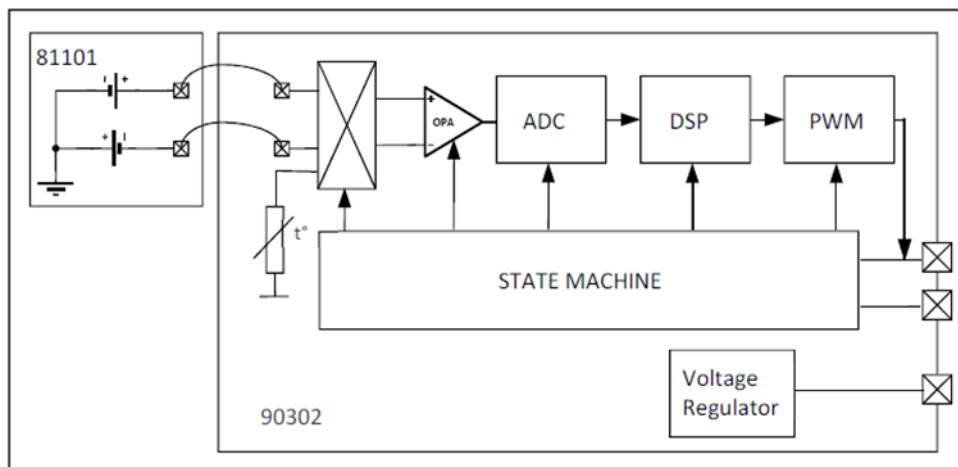 81101
- +
+ -
+
OPA
-
ADC
DSP
PWM
t°
STATE MACHINE
Voltage
Regulator
90302